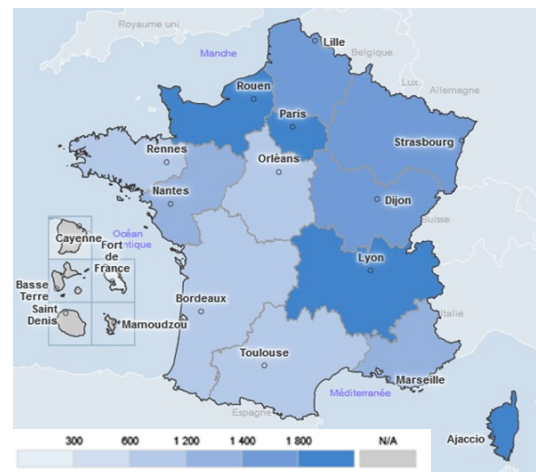 Royaume uni
Manche
Lille
Belgique
Lux.
Allemagne
Rouen
Paris
Strasbourg
Rennes
Orléans
Nantes
Dijon
Suisse
Cayenne
Océan
ntique
Fort
de
France
Lyon
Basse
Terre
Saint
Denis
Mamoudzou
Bordeaux
Italie
Toulouse
Marseille
Méditerranée
Espagne
Ajaccio
300 600 1 200 1 400 1 800 N/A